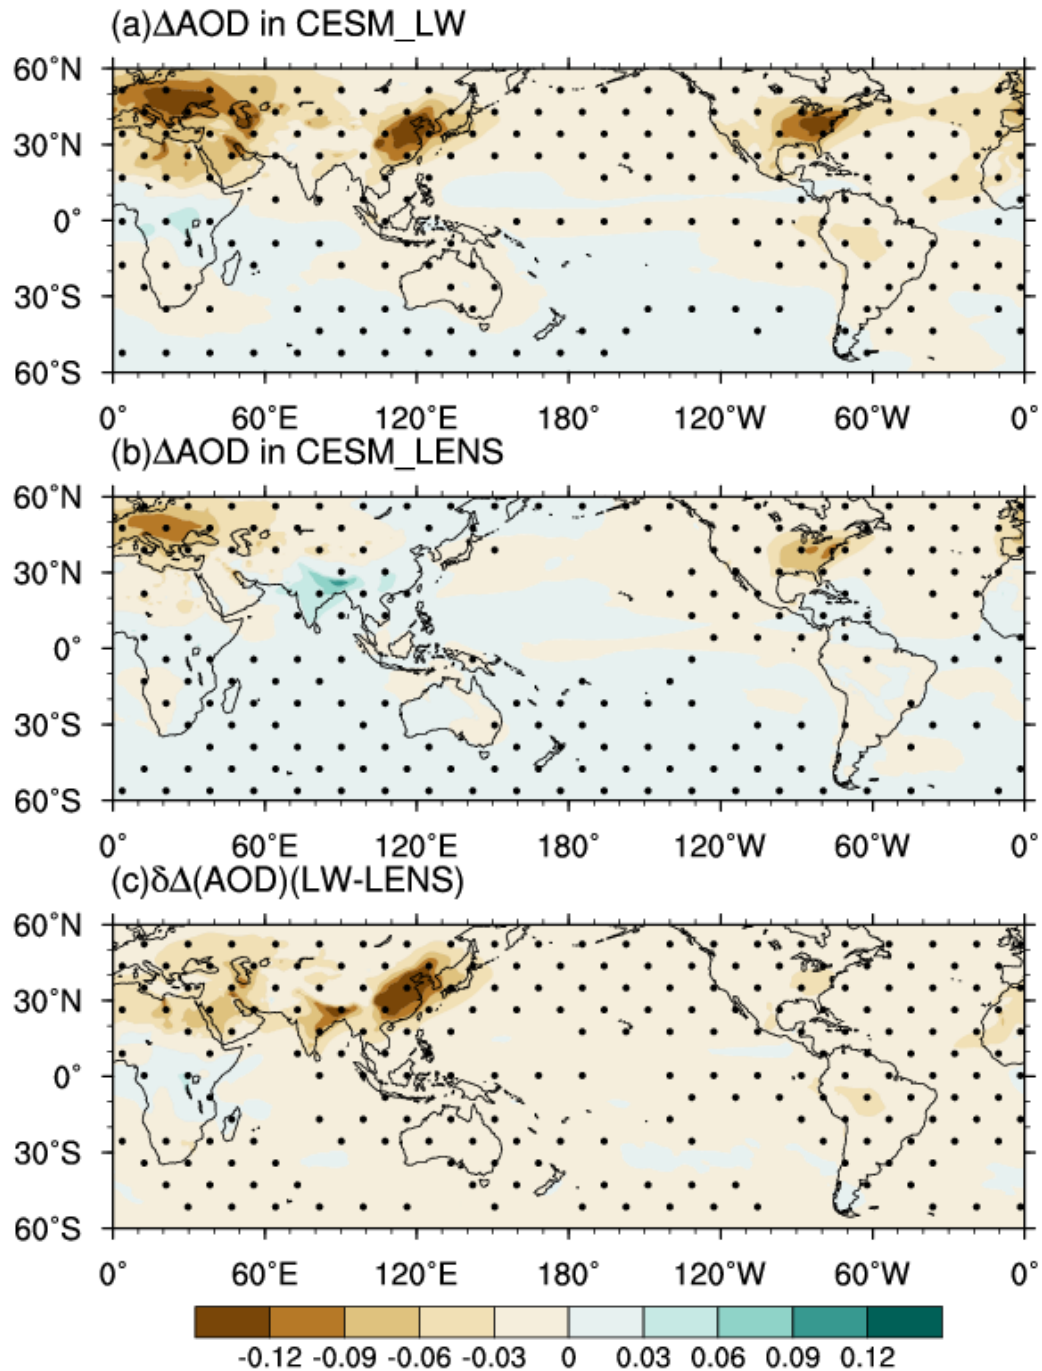 (a)ΔAOD in CESM_LW
60°N
30°N
0°
30°S
60°S
0° 60°E 120°E 180° 120°W 60°W 0°
(b)ΔAOD in CESM_LENS
60°N
30°N
0°
30°S
60°S
0° 60°E 120°E 180° 120°W 60°W 0°
(c)δΔ(AOD)(LW-LENS)
60°N
30°N
0°
30°S
60°S
0° 60°E 120°E 180° 120°W 60°W 0°
-0.12 -0.09 -0.06 -0.03 0 0.03 0.06 0.09 0.12